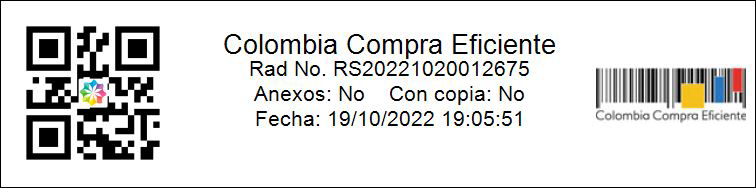 Colombia Compra Eficiente
Rad No. RS20221020012675
Anexos: No    Con copia: No
Fecha: 19/10/2022 19:05:51
Colombia Compra Eficiente